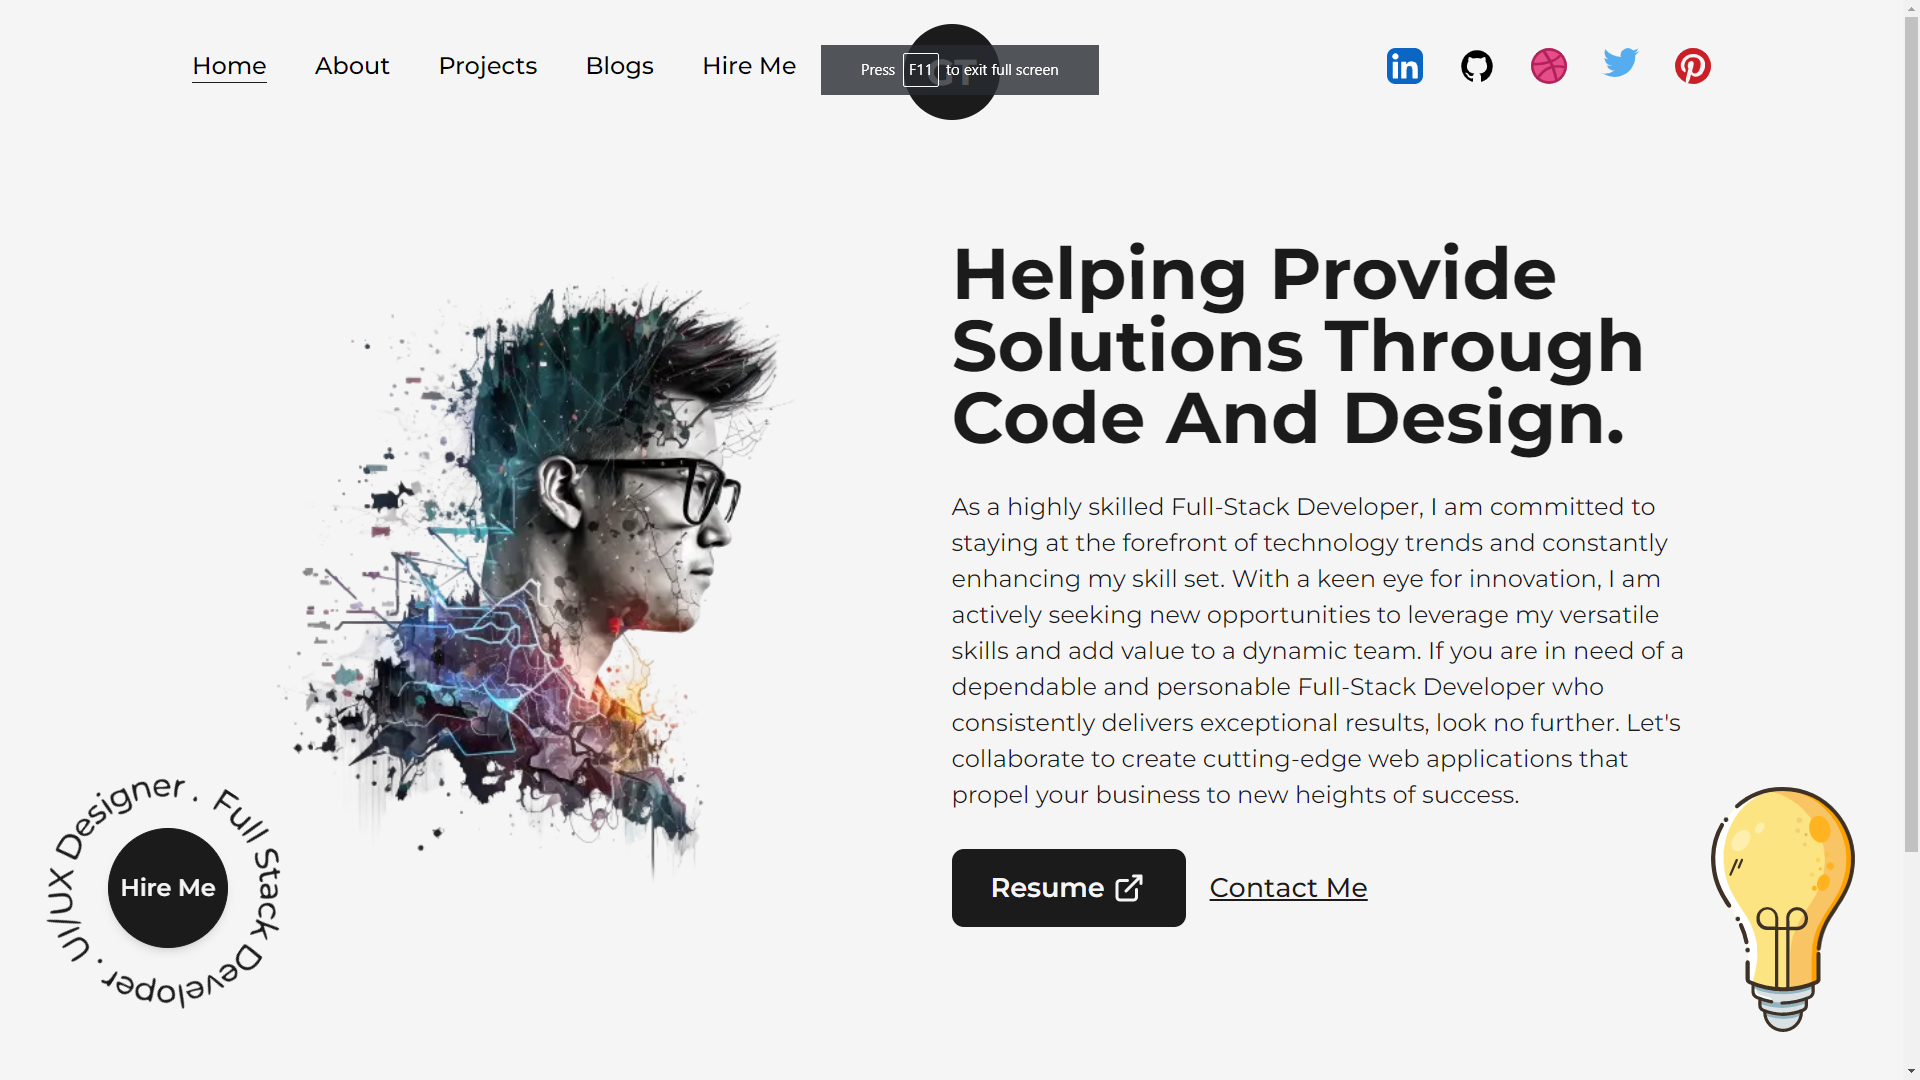 Home About Projects Blogs Hire Me
Press F11 to exit full screen
Helping Provide
Solutions Through
Code And Design.
As a highly skilled Full-Stack Developer, I am committed to
staying at the forefront of technology trends and constantly
enhancing my skill set. With a keen eye for innovation, I am
actively seeking new opportunities to leverage my versatile
skills and add value to a dynamic team. If you are in need of a
dependable and personable Full-Stack Developer who
consistently delivers exceptional results, look no further. Let's
collaborate to create cutting-edge web applications that
propel your business to new heights of success.
Resume Contact Me
Full Stack Developer . UI/UX Designer .
Hire Me